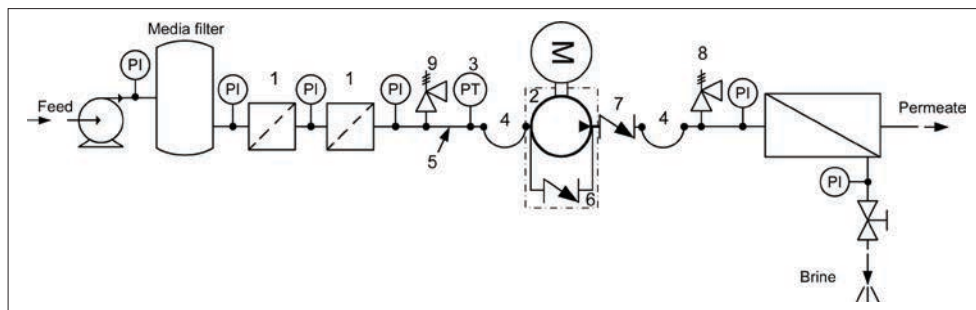 Media filter
PI
Feed
PI
1
PI
1
PI
9
3
PT
4
5
2
M
6
7
4
8
PI
Permeate
PI
Brine